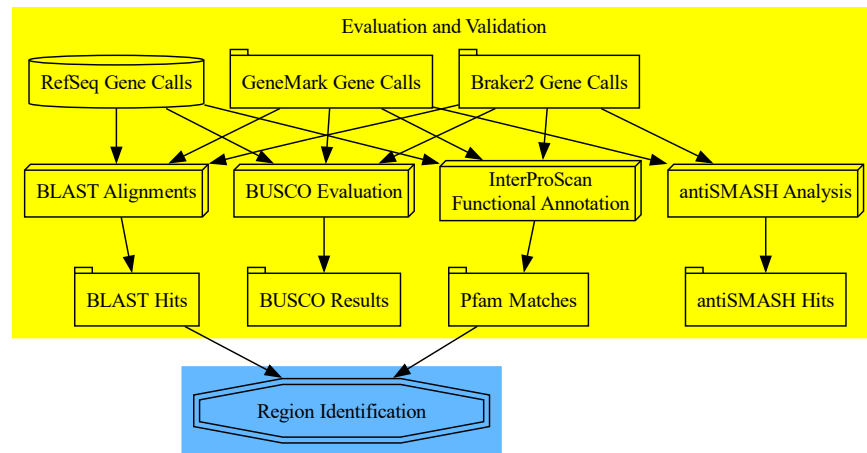 Evaluation and Validation
RefSeq Gene Calls
GeneMark Gene Calls
Braker2 Gene Calls
BLAST Alignments
BUSCO Evaluation
InterProScan
Functional Annotation
antiSMASH Analysis
BLAST Hits
BUSCO Results
Pfam Matches
antiSMASH Hits
Region Identification